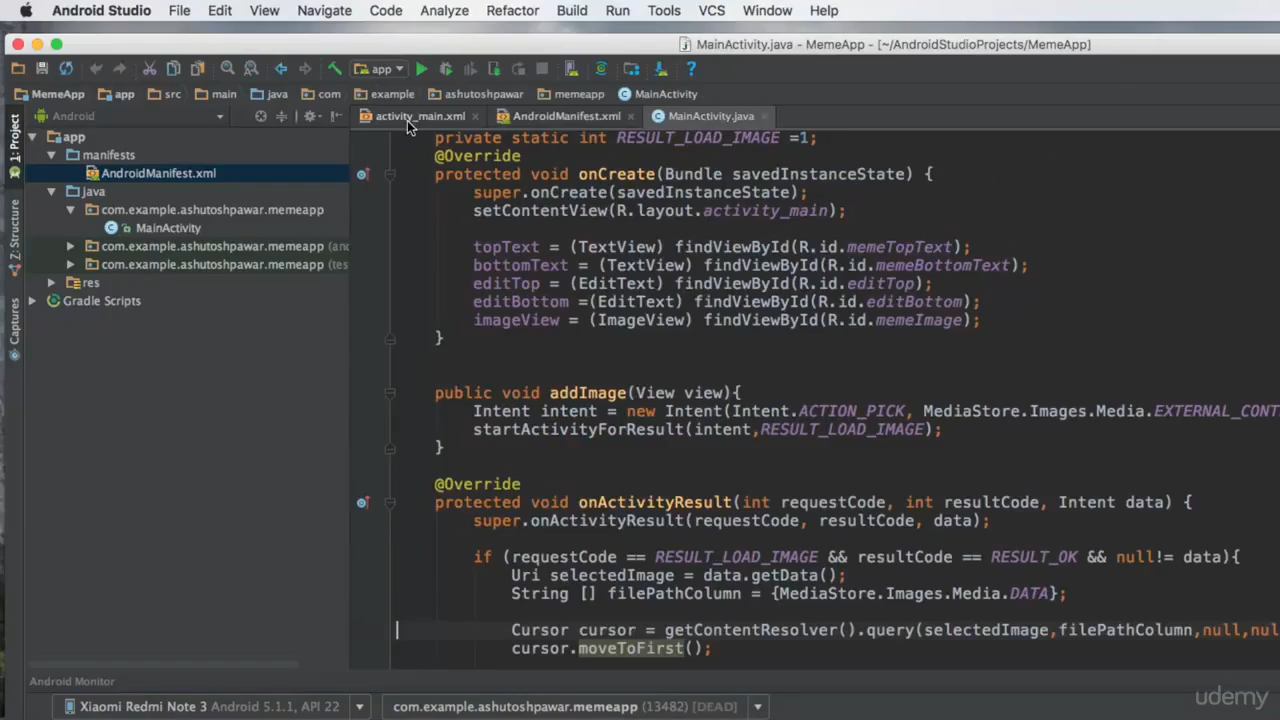 Android Studio File Edit View Navigate Code Analyze Refactor Build Run Tools VCS Window Help
MainActivity.java - MemeApp - [~/AndroidStudioProjects/MemeApp]
app
MemeApp app src main java com example ashutoshpawar memeapp MainActivity
Android activity_main.xml AndroidManifest.xml MainActivity.java
1: Project
Z: Structure
Captures
app
manifests
AndroidManifest.xml
java
com.example.ashutoshpawar.memeapp
MainActivity
com.example.ashutoshpawar.memeapp (an
com.example.ashutoshpawar.memeapp (tes
res
Gradle Scripts
private static int RESULT_LOAD_IMAGE =1;
@Override
protected void onCreate(Bundle savedInstanceState) {
super.onCreate(savedInstanceState);
setContentView(R.layout.activity_main);
topText = (TextView) findViewById(R.id.memeTopText);
bottomText = (TextView) findViewById(R.id.memeBottomText);
editTop = (EditText) findViewById(R.id.editTop);
editBottom =(EditText) findViewById(R.id.editBottom);
imageView = (ImageView) findViewById(R.id.memeImage);
}
public void addImage(View view){
Intent intent = new Intent(Intent.ACTION_PICK, MediaStore.Images.Media.EXTERNAL_CONT
startActivityForResult(intent,RESULT_LOAD_IMAGE);
}
@Override
protected void onActivityResult(int requestCode, int resultCode, Intent data) {
super.onActivityResult(requestCode, resultCode, data);
if (requestCode == RESULT_LOAD_IMAGE && resultCode == RESULT_OK && null!= data){
Uri selectedImage = data.getData();
String [] filePathColumn = {MediaStore.Images.Media.DATA};
Cursor cursor = getContentResolver().query(selectedImage,filePathColumn,null,nul
cursor.moveToFirst();
Android Monitor
Xiaomi Redmi Note 3 Android 5.1.1, API 22 com.example.ashutoshpawar.memeapp (13482) [DEAD]
udemy